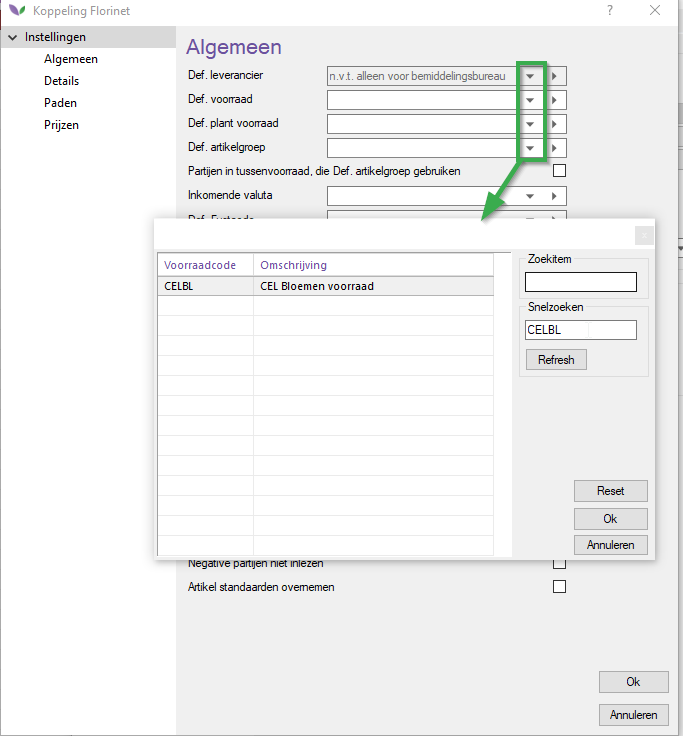 Koppeling Florinet
?
Instellingen
Algemeen
Details
Paden
Prijzen
Algemeen
Def. leverancier
n.v.t. alleen voor bemiddelingsbureau
Def. voorraad
Def. plant voorraad
Def. artikelgroep
Partijen in tussenvoorraad, die Def. artikelgroep gebruiken
Inkomende valuta
Voorraadcode Omschrijving
CELBL CEL Bloemen voorraad
Zoekitem
Snelzoeken
CELBL
Refresh
Reset
Ok
Annuleren
Negative partijen niet inlezen
Artikel standaarden overnemen
Ok
Annuleren